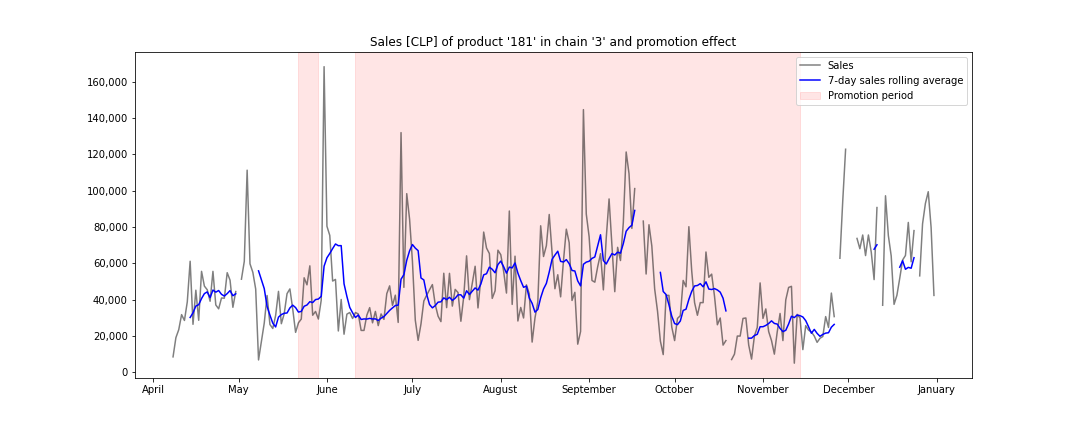 Sales [CLP] of product '181' in chain '3' and promotion effect
Sales
7-day sales rolling average
Promotion period
160,000
140,000
120,000
100,000
80,000
60,000
40,000
20,000
0
April May June July August September October November December January